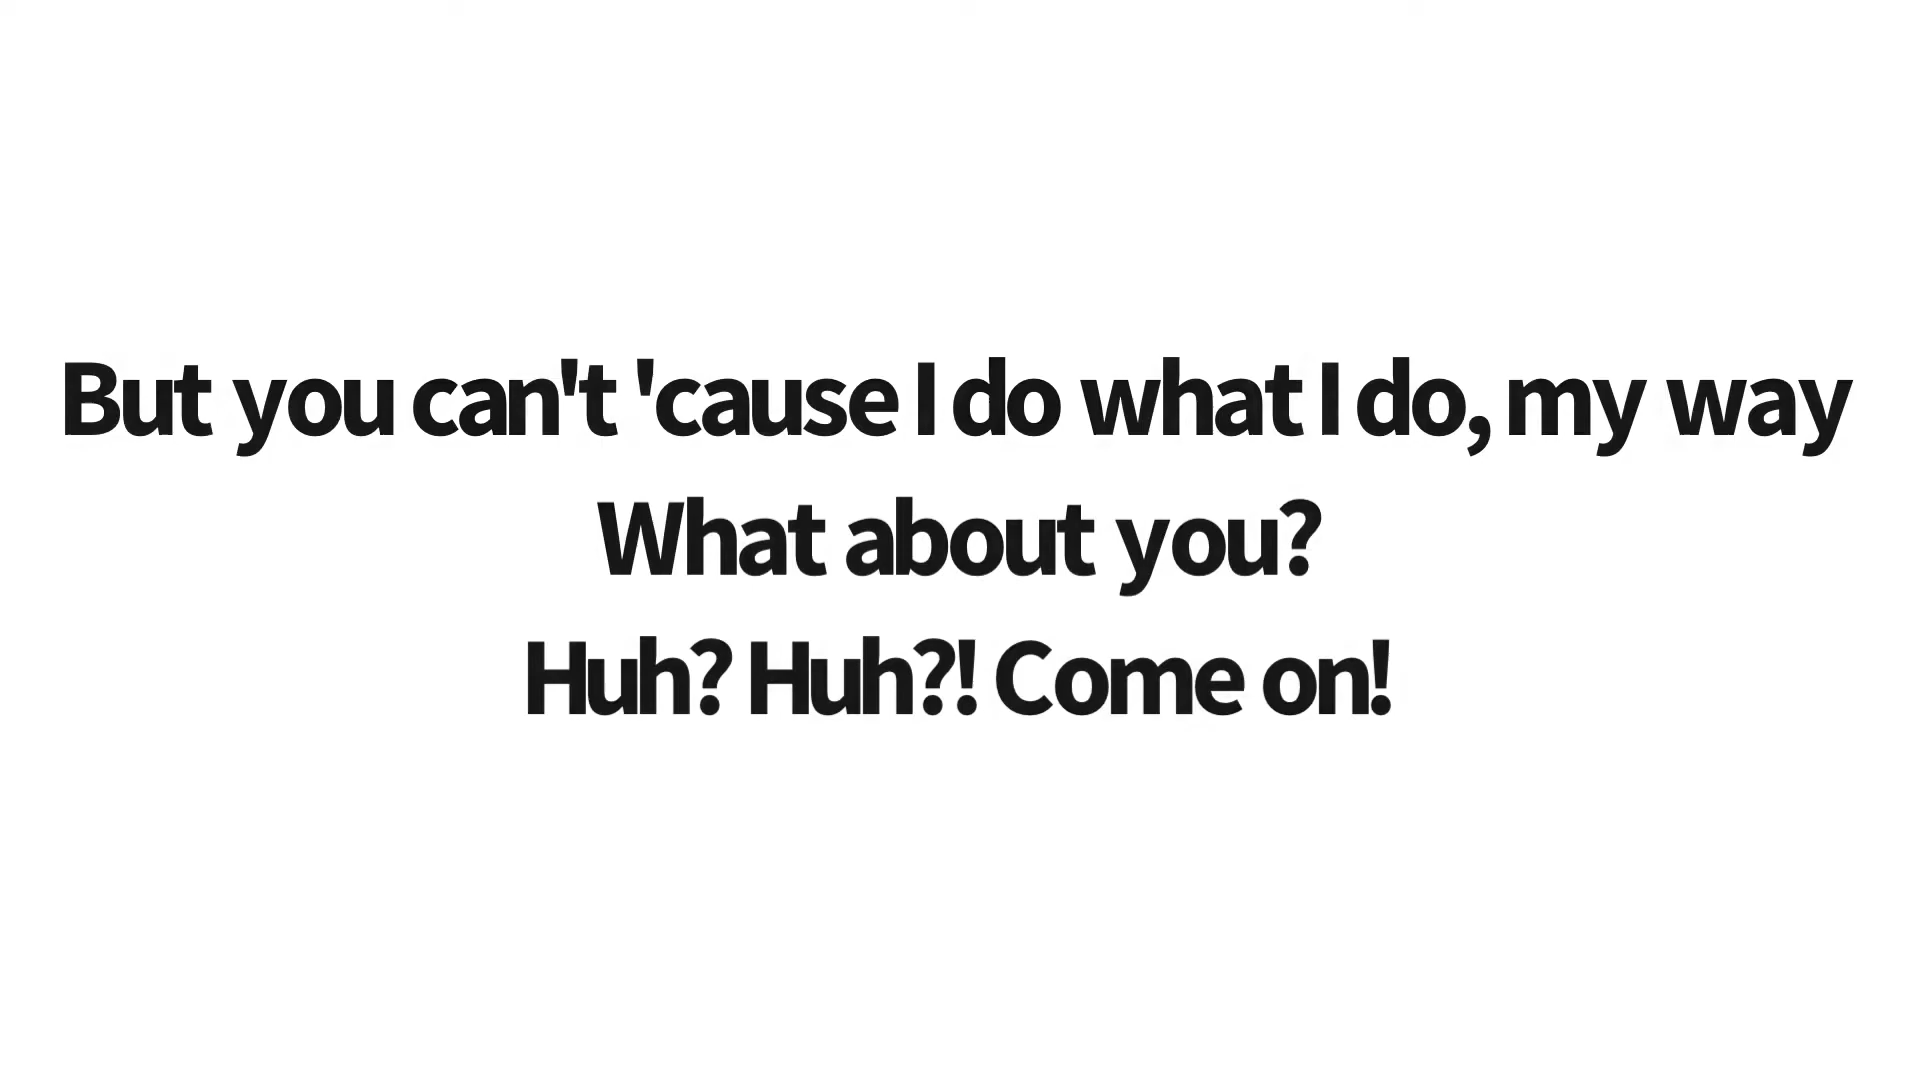 But you can't 'cause I do what I do, my way
What about you?
Huh? Huh?! Come on!